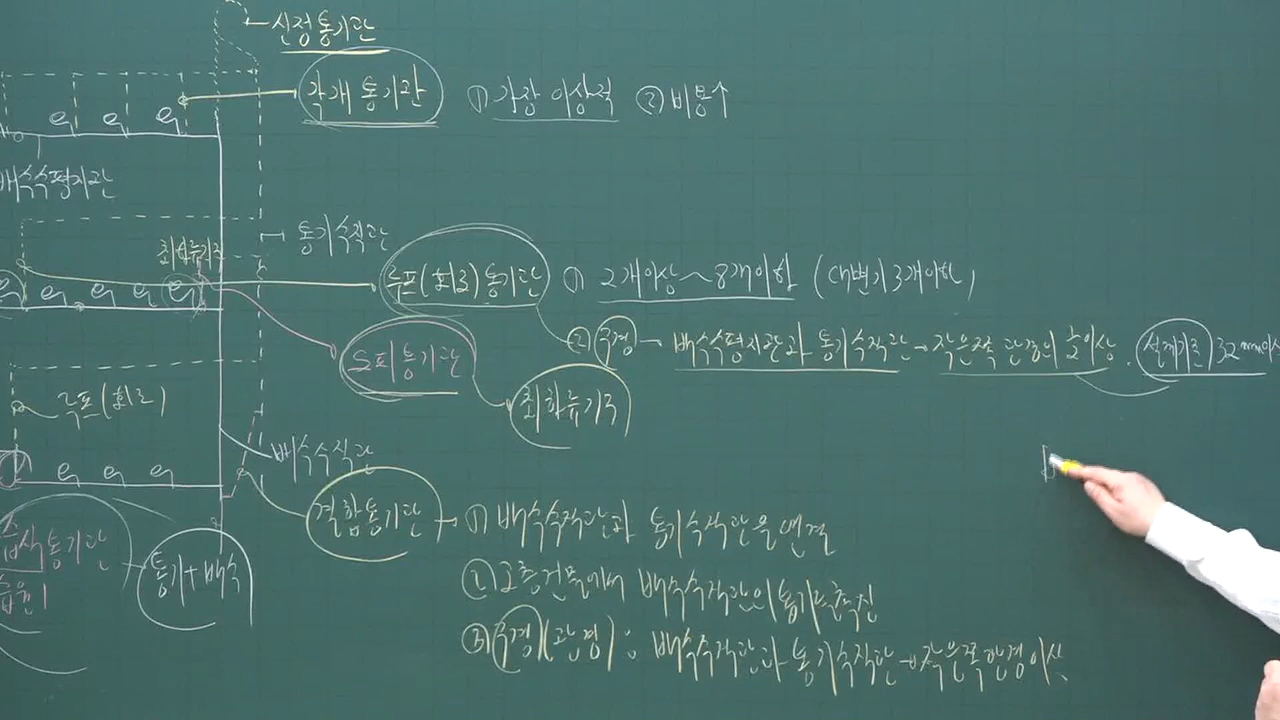 신정통기관
각개통기관 ① 가장 이상적 ② 비용↑
배수수평지관
통기수직관
최하류기구
루프(회로)통기관 ① 2개이상~8개이하 (대변기 3개이하)
② 구경 → 배수수평지관과 통기수직관 → 작은쪽 관경의 ½이상. 설계기준 32mm이상
도피통기관
최하류기구
루프(회로)
배수수직관
결합통기관 → ① 배수수직관과 통기수직관을 연결
② 고층건축에서 배수수직관의 통기 촉진
③ 구경(관경) : 배수수직관과 통기수직관 → 작은쪽관경이상
습식통기관
통기+배수